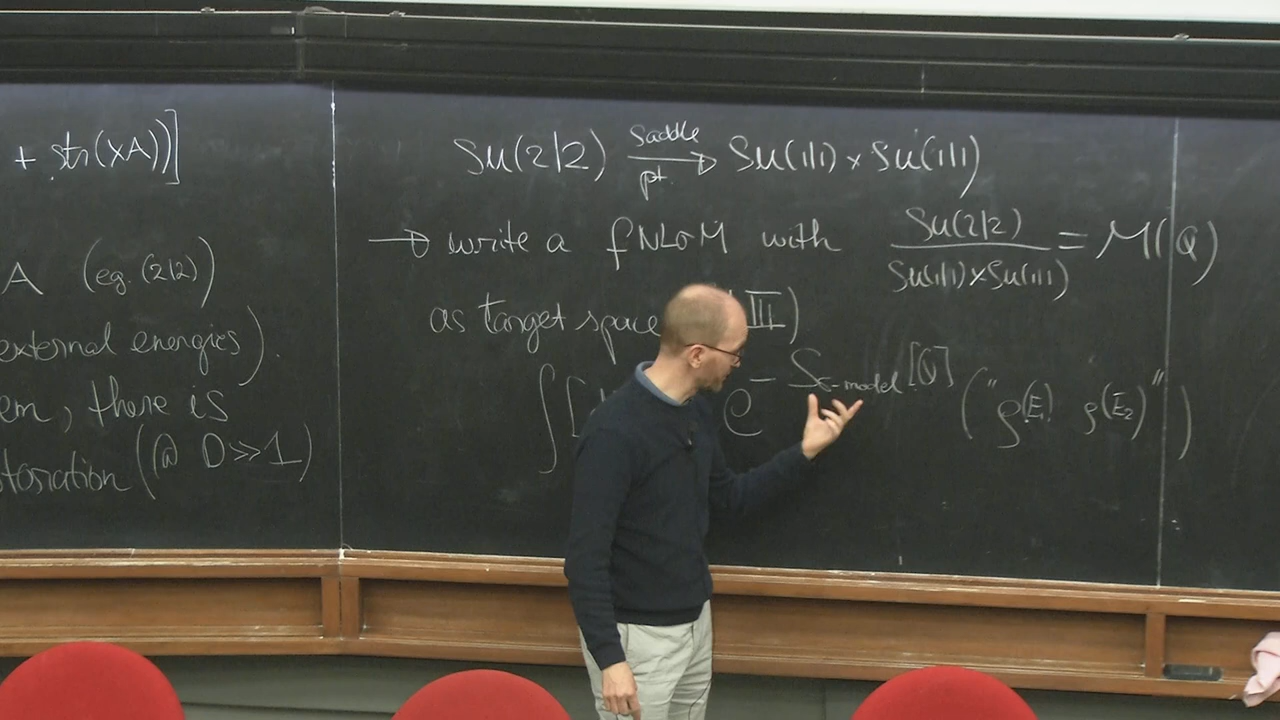 + str(XA))]
A (eg. (2|2))
external energies).
em, there is
toration (@ D≫1)
SU(2|2) saddle pt. → SU(1|1) × SU(1|1)
→ write a fNLσM with SU(2|2) / SU(1|1)×SU(1|1) = M(Q)
as target space III)
∫[ e^{-S_{σ-model}[Q]} ("ρ(E₁) ρ(E₂)")